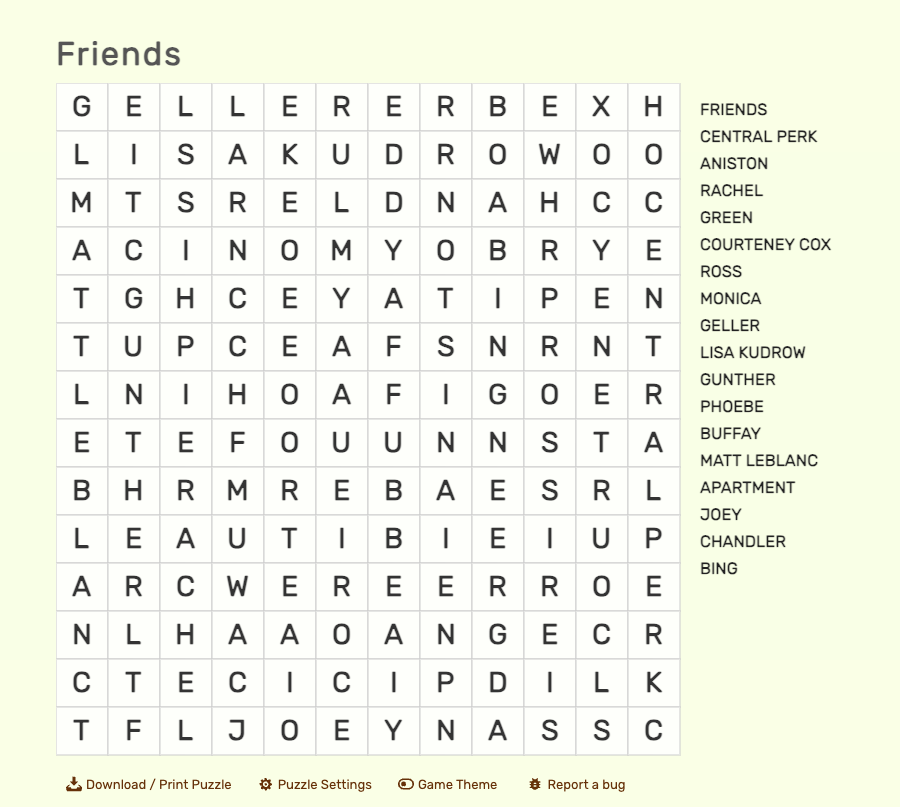 Friends
G E L L E R E R B E X H
L I S A K U D R O W O O
M T S R E L D N A H C C
A C I N O M Y O B R Y E
T G H C E Y A T I P E N
T U P C E A F S N R N T
L N I H O A F I G O E R
E T E F O U U N N S T A
B H R M R E B A E S R L
L E A U T I B I E I U P
A R C W E R E E R R O E
N L H A A O A N G E C R
C T E C I C I P D I L K
T F L J O E Y N A S S C
FRIENDS
CENTRAL PERK
ANISTON
RACHEL
GREEN
COURTENEY COX
ROSS
MONICA
GELLER
LISA KUDROW
GUNTHER
PHOEBE
BUFFAY
MATT LEBLANC
APARTMENT
JOEY
CHANDLER
BING
Download / Print Puzzle Puzzle Settings Game Theme Report a bug